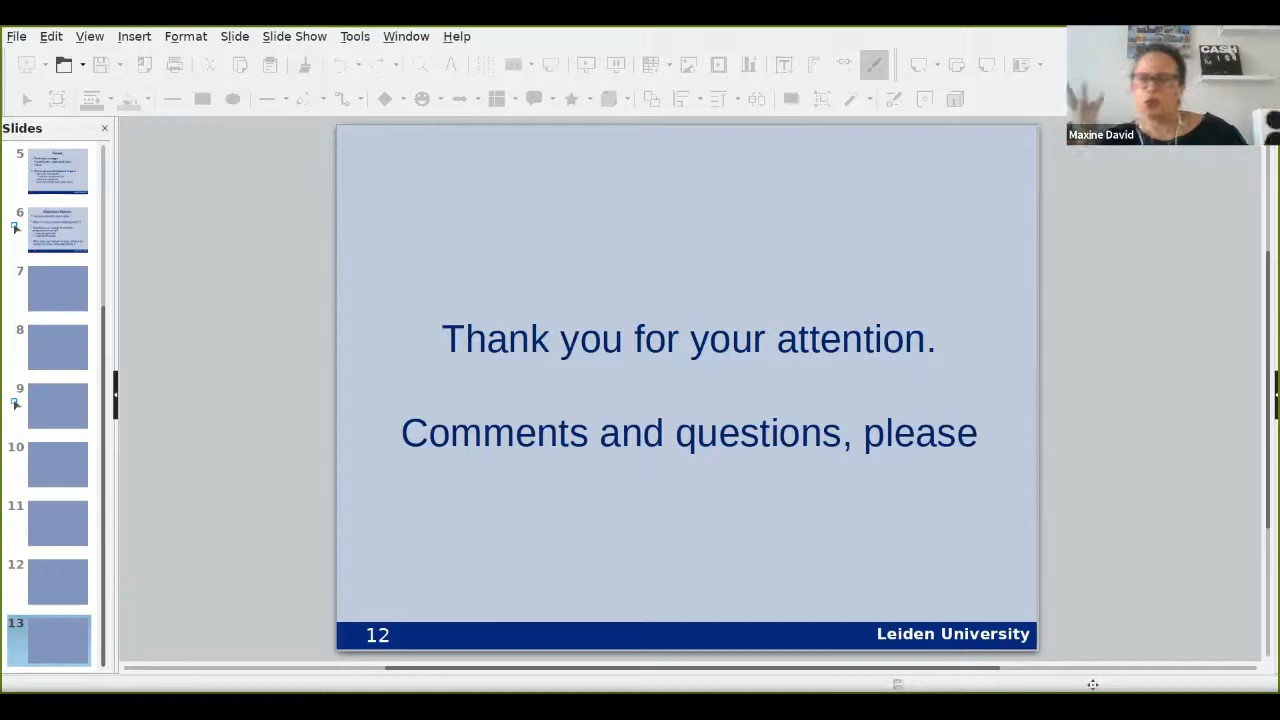 File Edit View Insert Format Slide Slide Show Tools Window Help
CASH
Maxine David
Slides
5
6
7
8
9
10
11
12
13
Thank you for your attention.
Comments and questions, please
12
Leiden University